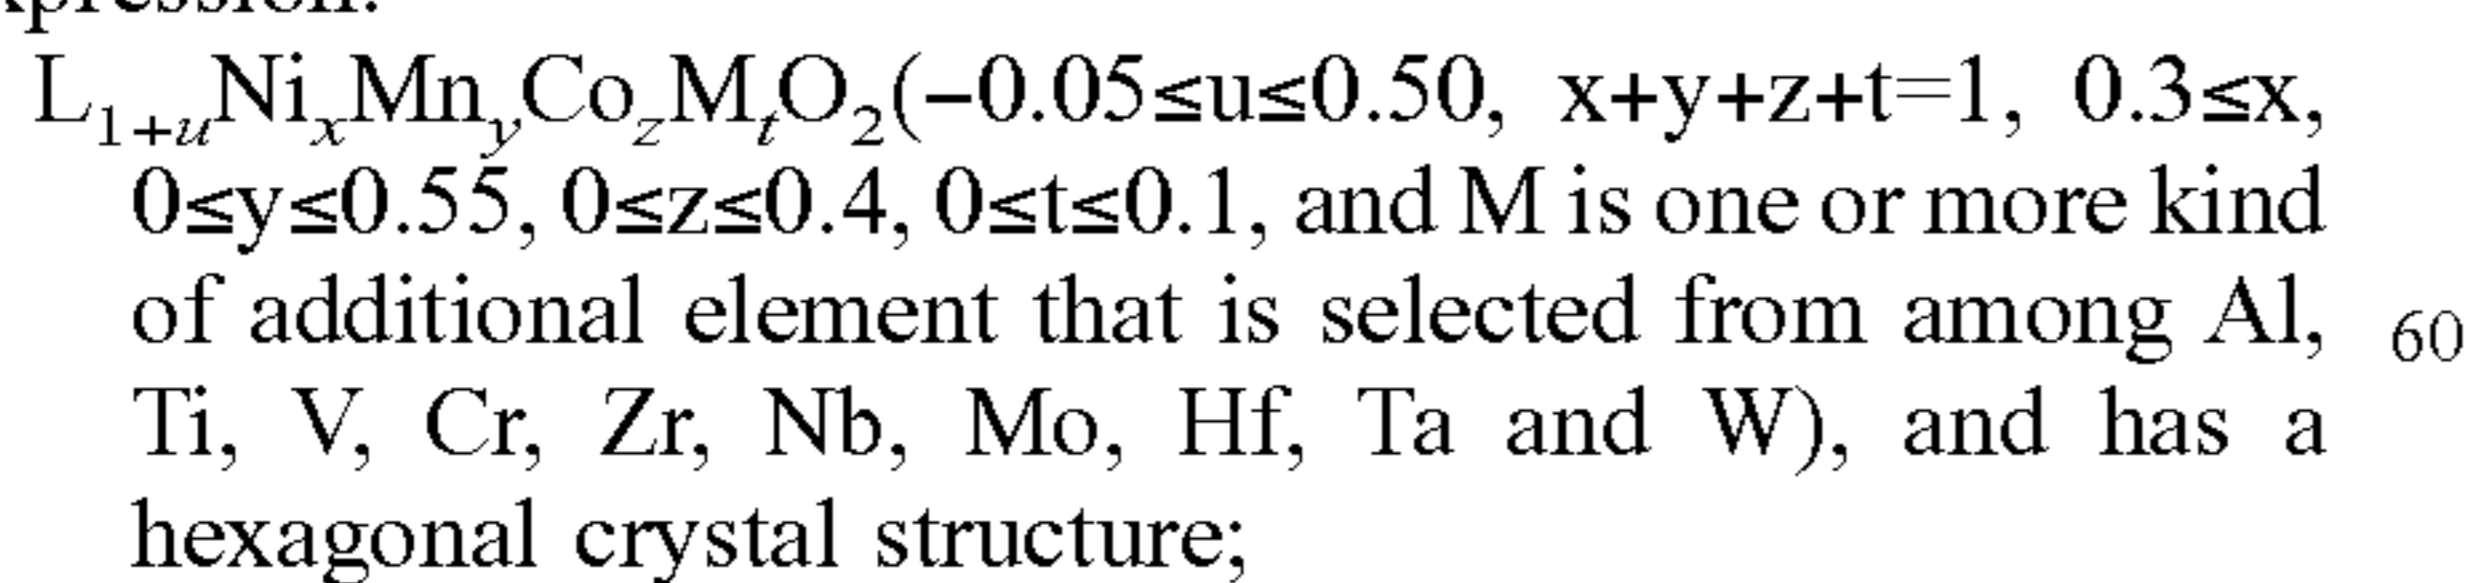 xpression:
L1+uNixMnyCozMtO2(−0.05≤u≤0.50, x+y+z+t=1, 0.3≤x,
0≤y≤0.55, 0≤z≤0.4, 0≤t≤0.1, and M is one or more kind
of additional element that is selected from among Al, 60
Ti, V, Cr, Zr, Nb, Mo, Hf, Ta and W), and has a
hexagonal crystal structure;